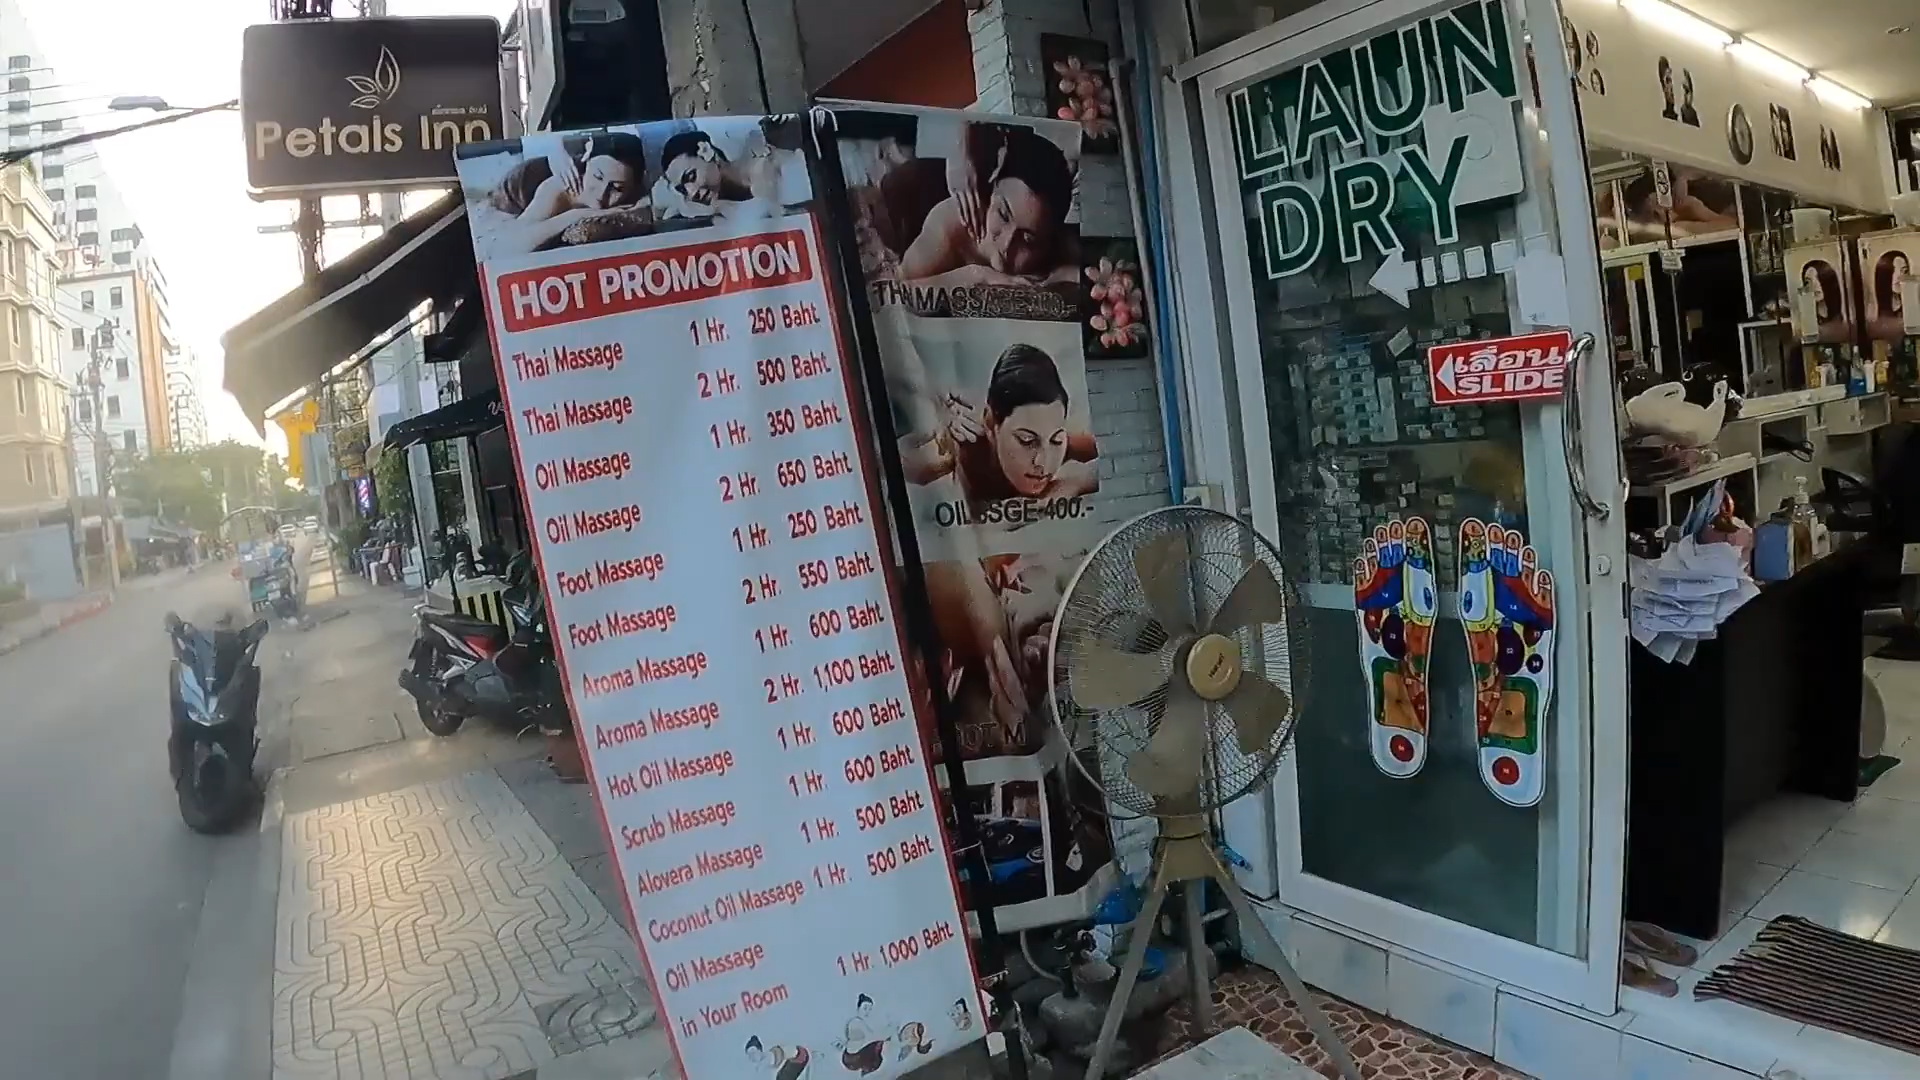 Petals Inn
HOT PROMOTION
Thai Massage 1 Hr. 250 Baht
Thai Massage 2 Hr. 500 Baht
Oil Massage 1 Hr. 350 Baht
Oil Massage 2 Hr. 650 Baht
Foot Massage 1 Hr. 250 Baht
Foot Massage 2 Hr. 550 Baht
Aroma Massage 1 Hr. 600 Baht
Aroma Massage 2 Hr. 1,100 Baht
Hot Oil Massage 1 Hr. 600 Baht
Scrub Massage 1 Hr. 600 Baht
Alovera Massage 1 Hr. 500 Baht
Coconut Oil Massage 1 Hr. 500 Baht
Oil Massage
in Your Room 1 Hr. 1,000 Baht
MASSAGE
OIL 400.-
LAUN
DRY
เลื่อน
SLIDE